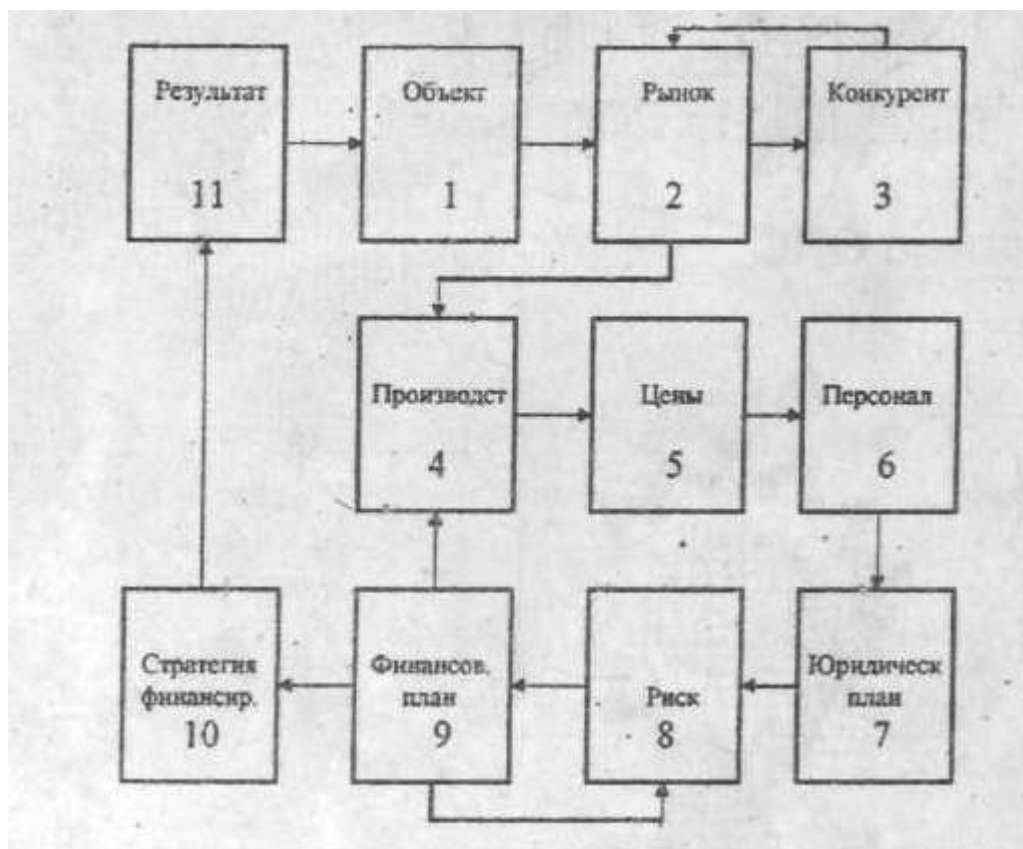 Результат
11
Объект
1
Рынок
2
Конкурент
3
Производст
4
Цены
5
Персонал
6
Стратегия
финансир.
10
Финансов.
план
9
Риск
8
Юридическ
план
7